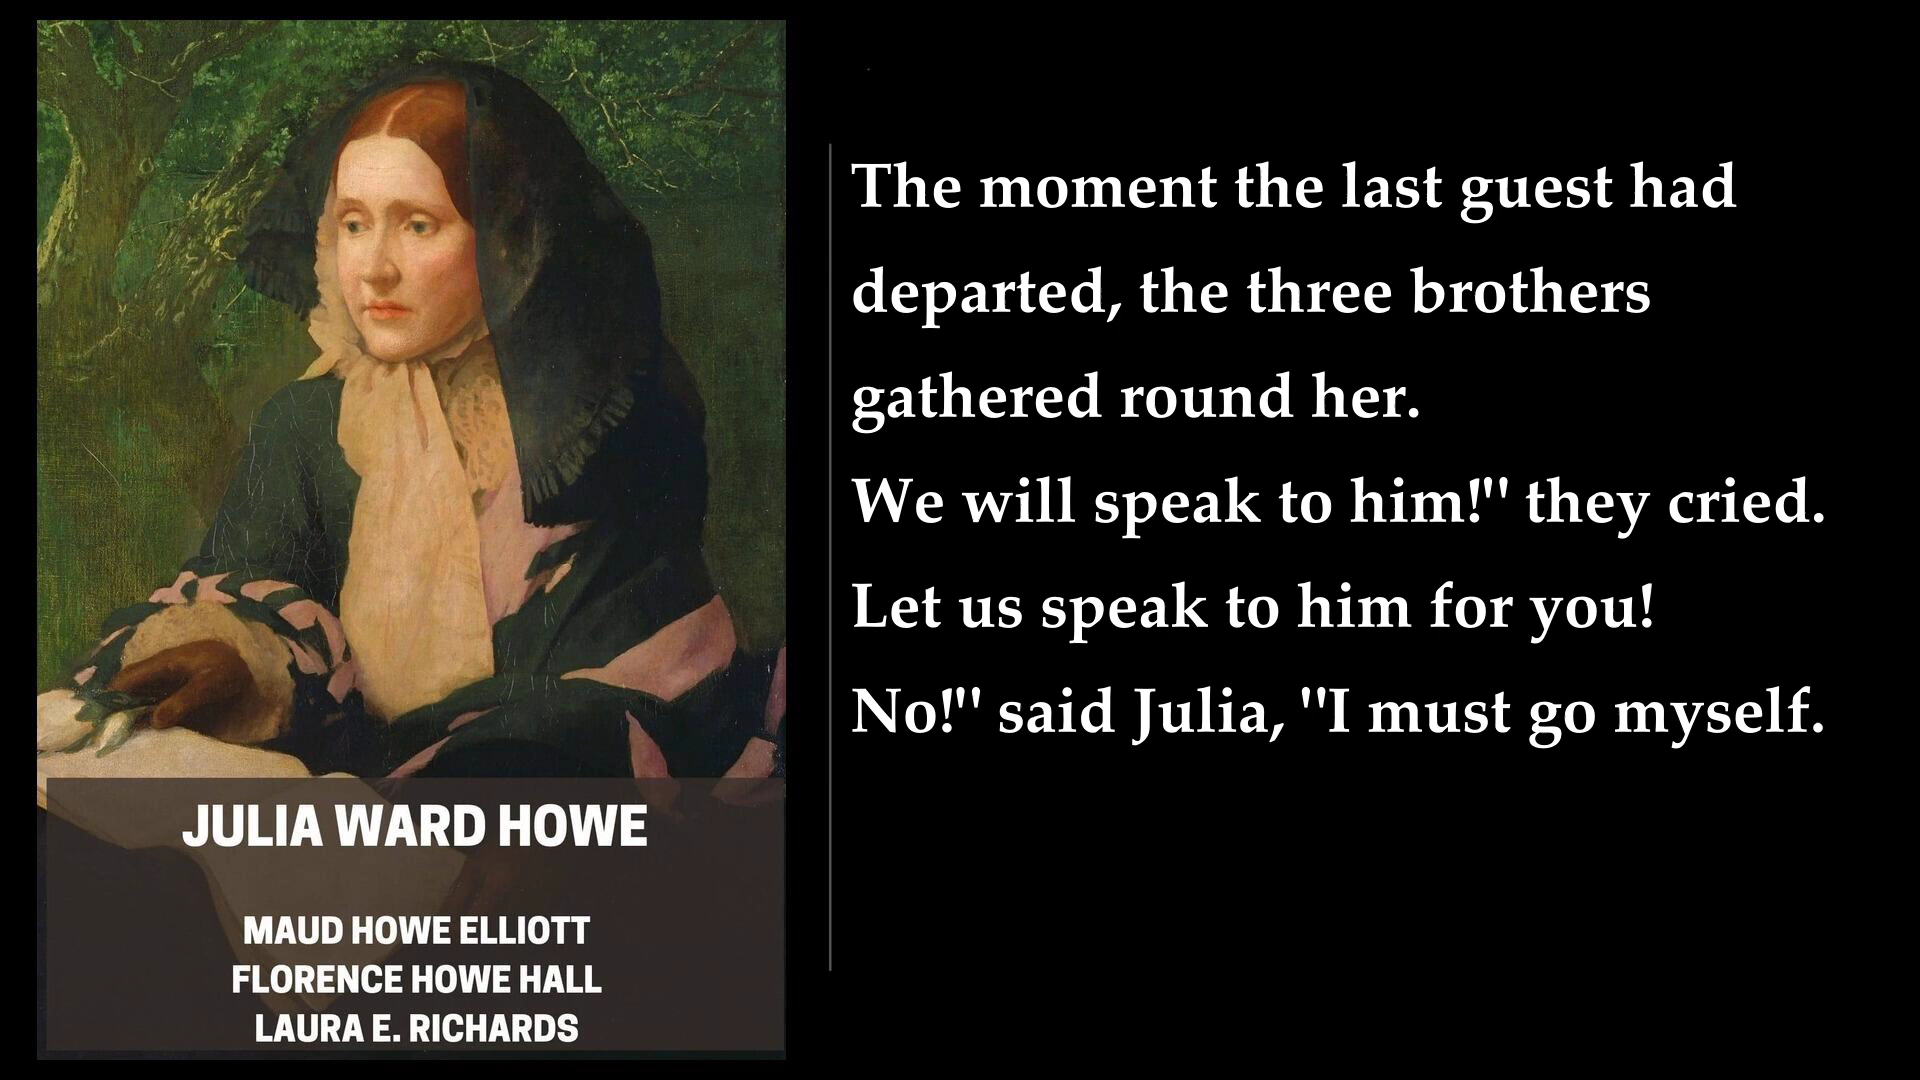 JULIA WARD HOWE
MAUD HOWE ELLIOTT
FLORENCE HOWE HALL
LAURA E. RICHARDS
The moment the last guest had
departed, the three brothers
gathered round her.
We will speak to him!" they cried.
Let us speak to him for you!
No!" said Julia, "I must go myself.